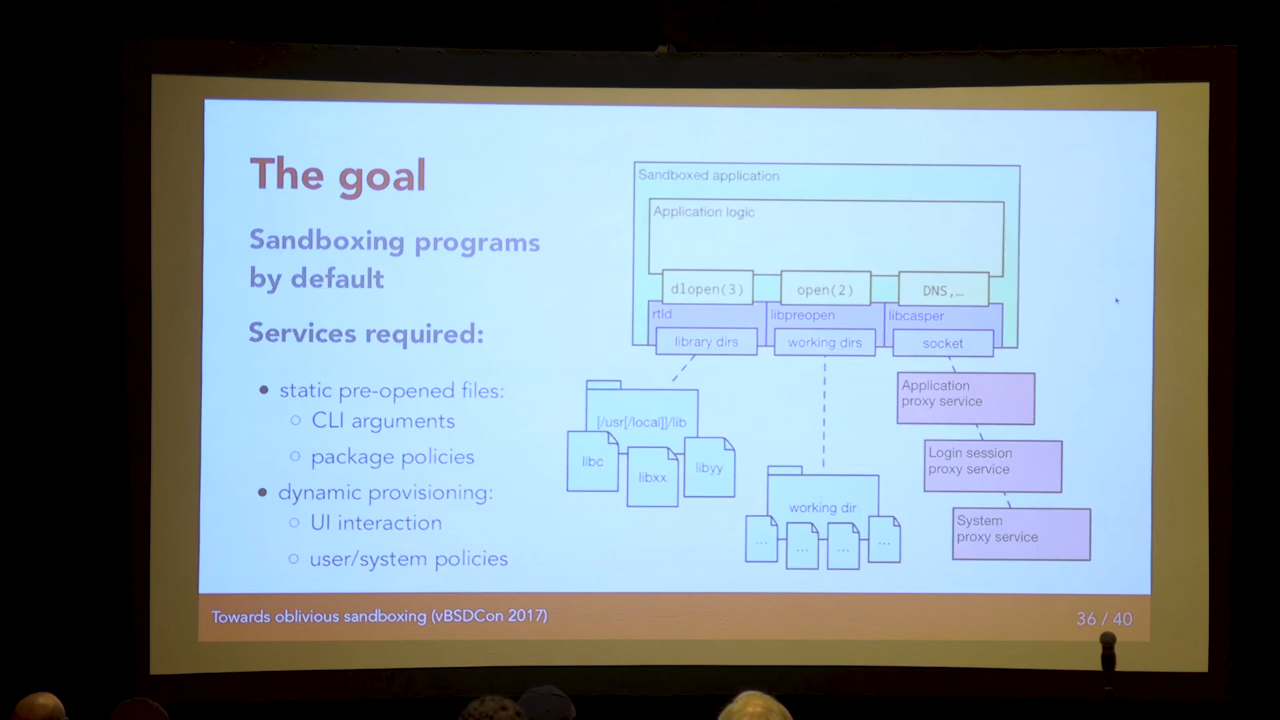 The goal
Sandboxing programs
by default
Services required:
static pre-opened files:
CLI arguments
package policies
dynamic provisioning:
UI interaction
user/system policies
Sandboxed application
Application logic
dlopen(3)
open(2)
DNS,…
rtld
libpreopen
libcasper
library dirs
working dirs
socket
[/usr[/local]]/lib
libc
libxx
libyy
working dir
...
...
...
...
Application
proxy service
Login session
proxy service
System
proxy service
Towards oblivious sandboxing (vBSDCon 2017)
36 / 40